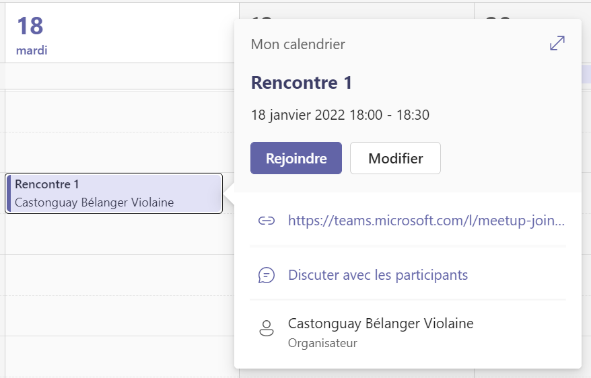 18
mardi
Mon calendrier
Rencontre 1
18 janvier 2022 18:00 - 18:30
Rejoindre
Modifier
Rencontre 1
Castonguay Bélanger Violaine
https://teams.microsoft.com/l/meetup-join...
Discuter avec les participants
Castonguay Bélanger Violaine
Organisateur